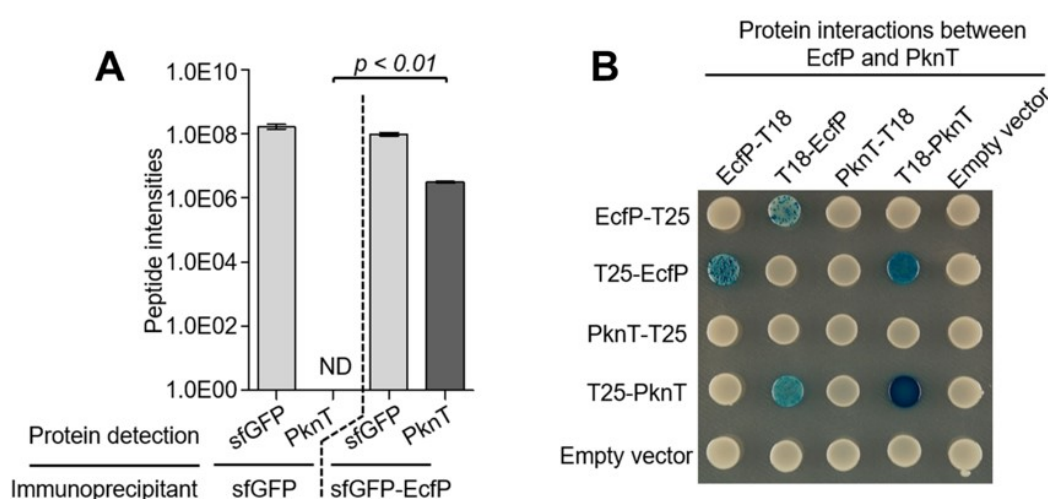 A
Peptide intensities
1.0E10
1.0E08
1.0E06
1.0E04
1.0E02
1.0E00
p < 0.01
ND
Protein detection
sfGFP
PknT
sfGFP
PknT
Immunoprecipitant
sfGFP
sfGFP-EcfP
B
Protein interactions between
EcfP and PknT
EcfP-T18
T18-EcfP
PknT-T18
T18-PknT
Empty vector
EcfP-T25
T25-EcfP
PknT-T25
T25-PknT
Empty vector